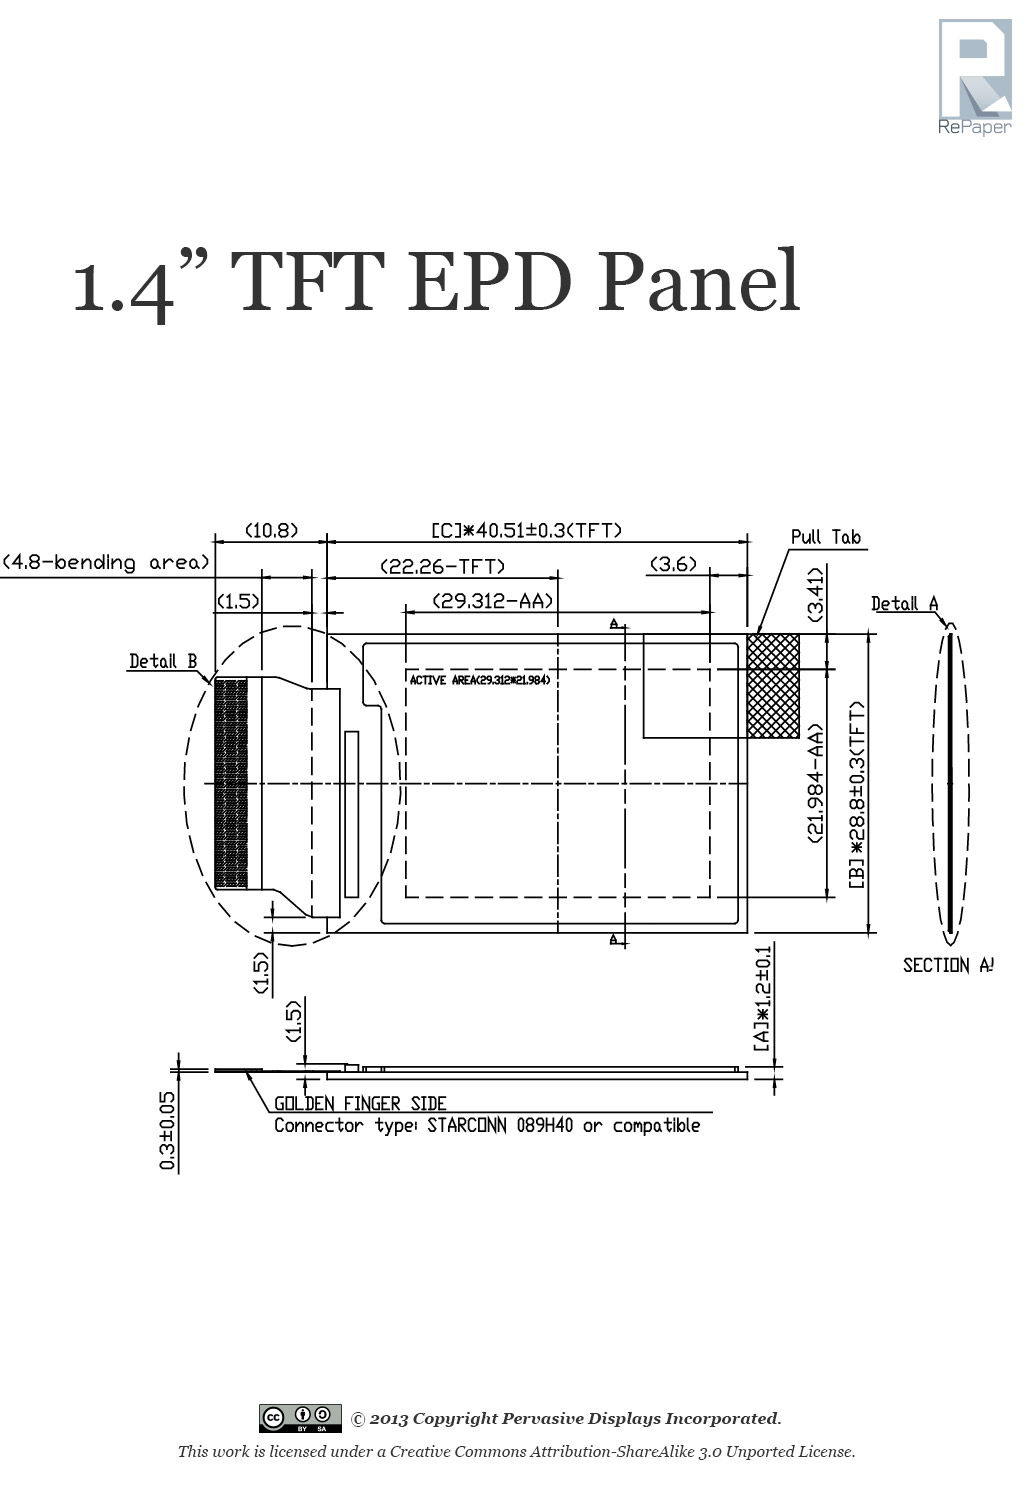 RePaper
1.4” TFT EPD Panel
(10.8)
[C]*40.51±0.3(TFT)
Pull Tab
(4.8-bending area)
(22.26-TFT)
(3.6)
(3.41)
(1.5)
(29.312-AA)
Detail A
A
Detail B
ACTIVE AREA(29.312*21.984)
(21.984-AA)
[B]*28.8±0.3(TFT)
A
SECTION A
(1.5)
(1.5)
[A]*1.2±0.1
0.3±0.05
GOLDEN FINGER SIDE
Connector type: STARCONN 089H40 or compatible
cc BY SA
© 2013 Copyright Pervasive Displays Incorporated.
This work is licensed under a Creative Commons Attribution-ShareAlike 3.0 Unported License.